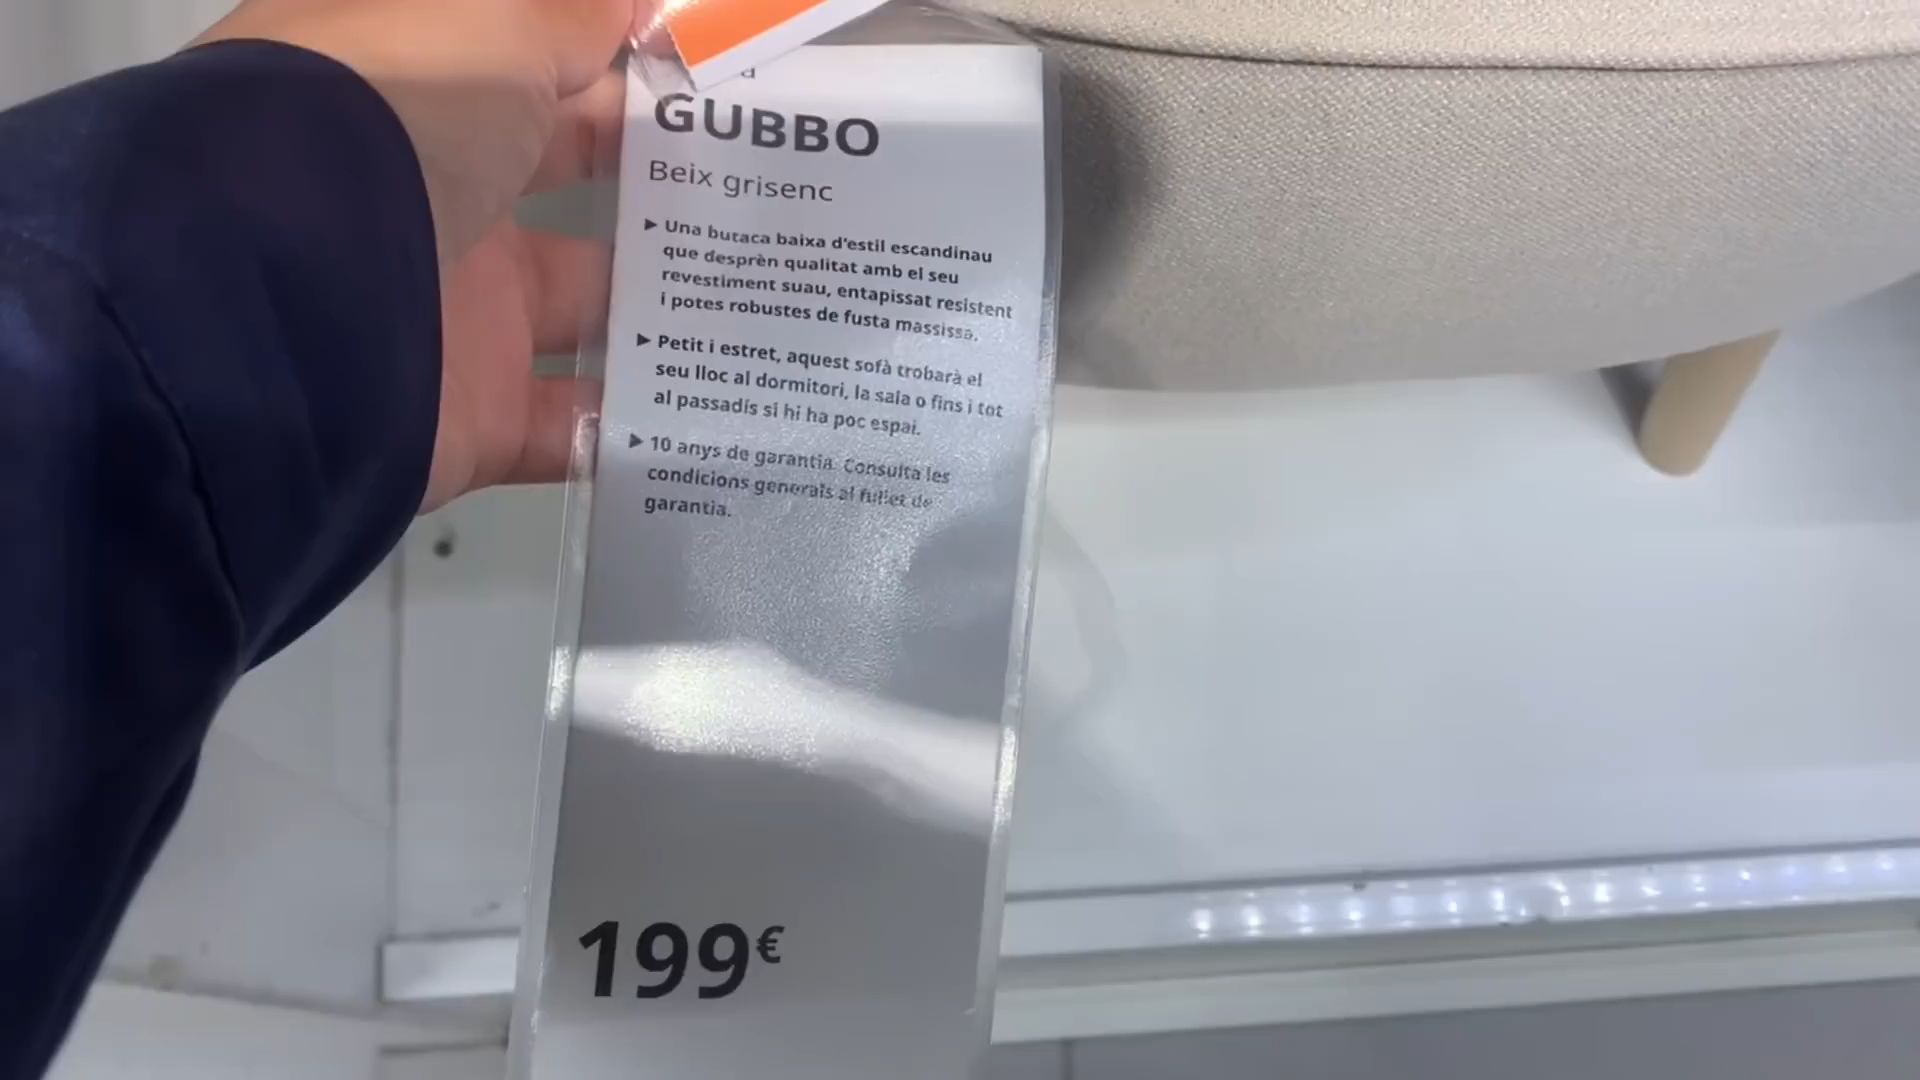 GUBBO
Beix grisenc
▶ Una butaca baixa d'estil escandinau
que desprèn qualitat amb el seu
revestiment suau, entapissat resistent
i potes robustes de fusta massissa.
▶ Petit i estret, aquest sofà trobarà el
seu lloc al dormitori, la sala o fins i tot
al passadís si hi ha poc espai.
▶ 10 anys de garantia. Consulta les
condicions generals al fullet de
garantia.
199€